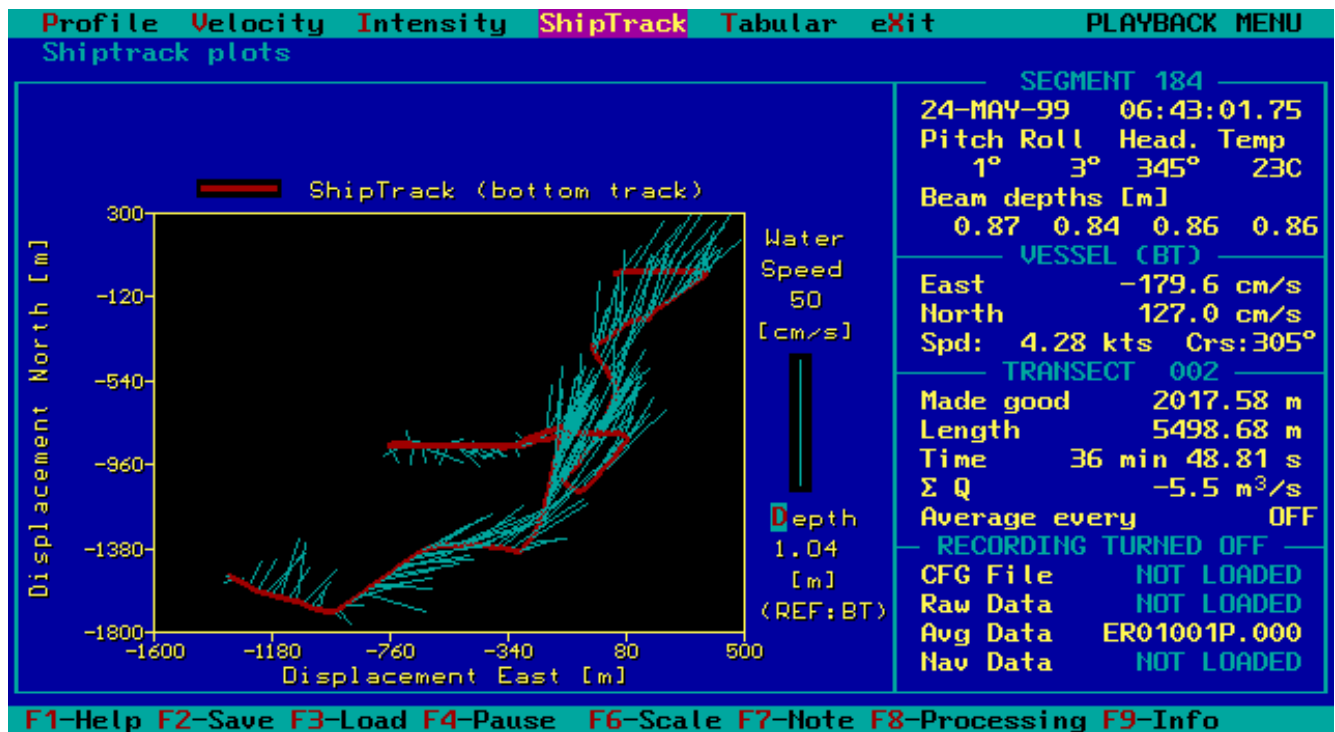 Profile Velocity Intensity ShipTrack Tabular eXit PLAYBACK MENU
Shiptrack plots
ShipTrack (bottom track)
300
-120
-540
-960
-1380
-1800
Displacement North [m]
-1600 -1180 -760 -340 80 500
Displacement East [m]
Water
Speed
50
[cm/s]
Depth
1.04
[m]
(REF:BT)
SEGMENT 184
24-MAY-99 06:43:01.75
Pitch Roll Head. Temp
1° 3° 345° 23C
Beam depths [m]
0.87 0.84 0.86 0.86
VESSEL (BT)
East -179.6 cm/s
North 127.0 cm/s
Spd: 4.28 kts Crs:305°
TRANSECT 002
Made good 2017.58 m
Length 5498.68 m
Time 36 min 48.81 s
Σ Q -5.5 m³/s
Average every OFF
RECORDING TURNED OFF
CFG File NOT LOADED
Raw Data NOT LOADED
Avg Data ER01001P.000
Nav Data NOT LOADED
F1-Help F2-Save F3-Load F4-Pause F6-Scale F7-Note F8-Processing F9-Info